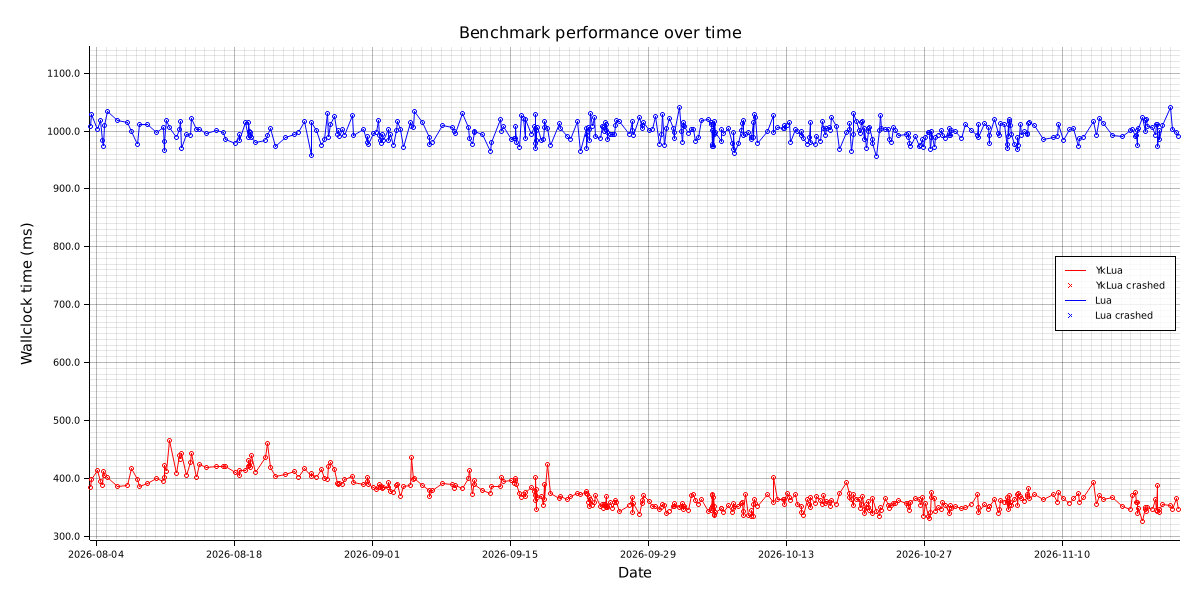 Benchmark performance over time
1100.0
1000.0
900.0
800.0
700.0
600.0
500.0
400.0
300.0
Wallclock time (ms)
YkLua
YkLua crashed
Lua
Lua crashed
2026-08-04 2026-08-18 2026-09-01 2026-09-15 2026-09-29 2026-10-13 2026-10-27 2026-11-10
Date